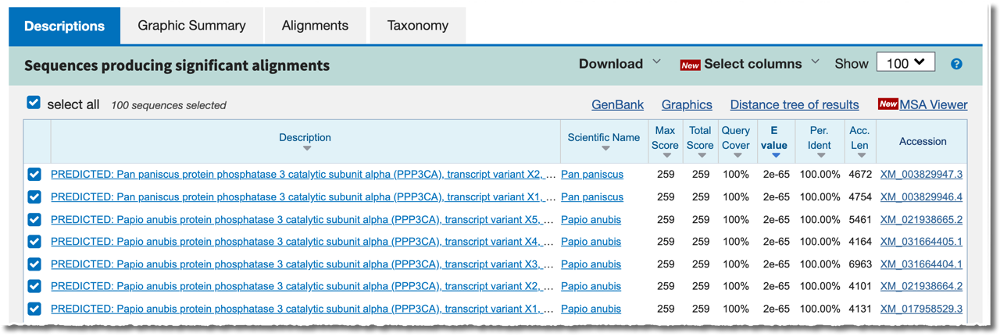 Descriptions Graphic Summary Alignments Taxonomy
Sequences producing significant alignments Download New Select columns Show 100 ?
select all 100 sequences selected GenBank Graphics Distance tree of results New MSA Viewer
Description Scientific Name Max Score Total Score Query Cover E value Per. Ident Acc. Len Accession
PREDICTED: Pan paniscus protein phosphatase 3 catalytic subunit alpha (PPP3CA), transcript variant X2, ... Pan paniscus 259 259 100% 2e-65 100.00% 4672 XM_003829947.3
PREDICTED: Pan paniscus protein phosphatase 3 catalytic subunit alpha (PPP3CA), transcript variant X1, ... Pan paniscus 259 259 100% 2e-65 100.00% 4754 XM_003829946.4
PREDICTED: Papio anubis protein phosphatase 3 catalytic subunit alpha (PPP3CA), transcript variant X5, ... Papio anubis 259 259 100% 2e-65 100.00% 5461 XM_021938665.2
PREDICTED: Papio anubis protein phosphatase 3 catalytic subunit alpha (PPP3CA), transcript variant X4, ... Papio anubis 259 259 100% 2e-65 100.00% 4164 XM_031664405.1
PREDICTED: Papio anubis protein phosphatase 3 catalytic subunit alpha (PPP3CA), transcript variant X3, ... Papio anubis 259 259 100% 2e-65 100.00% 6963 XM_031664404.1
PREDICTED: Papio anubis protein phosphatase 3 catalytic subunit alpha (PPP3CA), transcript variant X2, ... Papio anubis 259 259 100% 2e-65 100.00% 4101 XM_021938664.2
PREDICTED: Papio anubis protein phosphatase 3 catalytic subunit alpha (PPP3CA), transcript variant X1, ... Papio anubis 259 259 100% 2e-65 100.00% 4131 XM_017958529.3